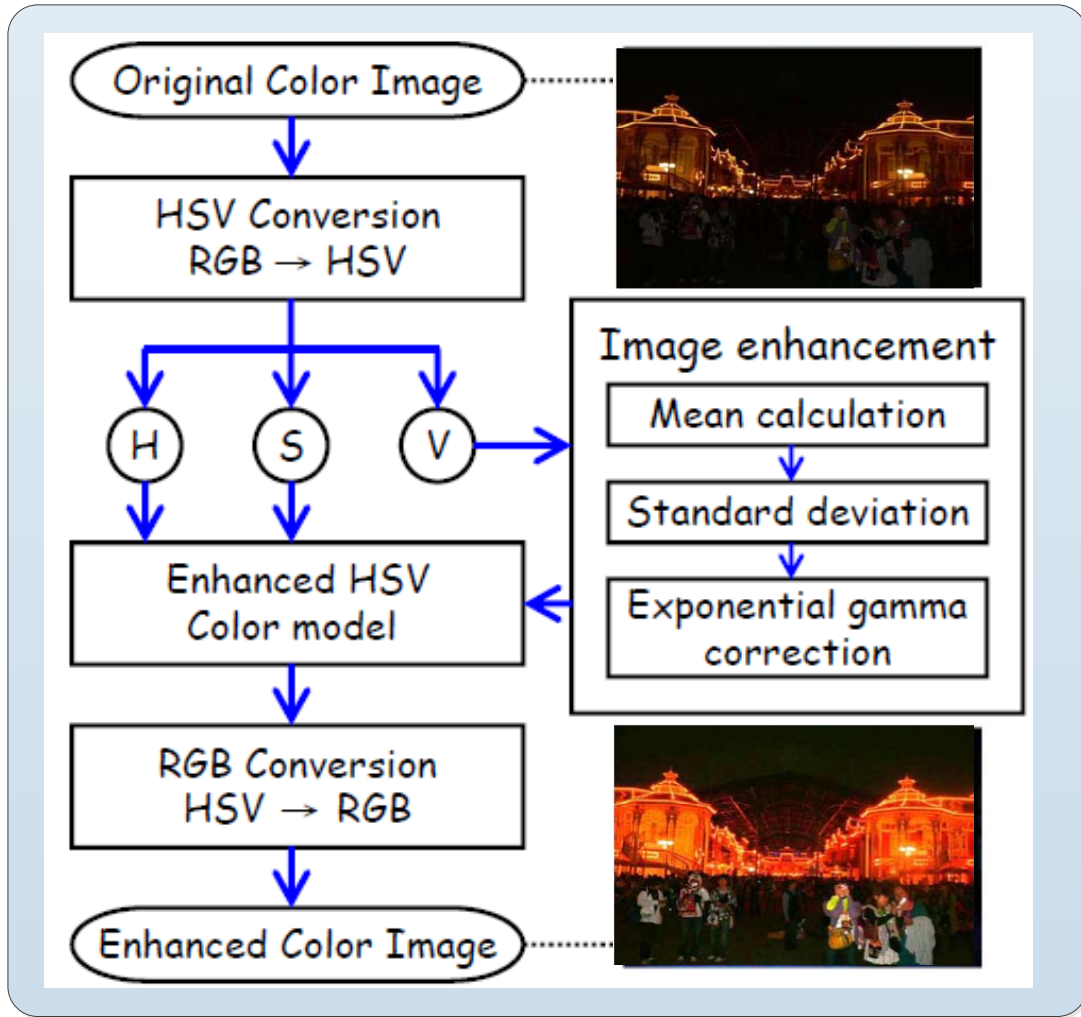 Original Color Image
HSV Conversion
RGB → HSV
H
S
V
Image enhancement
Mean calculation
Standard deviation
Exponential gamma
correction
Enhanced HSV
Color model
RGB Conversion
HSV → RGB
Enhanced Color Image